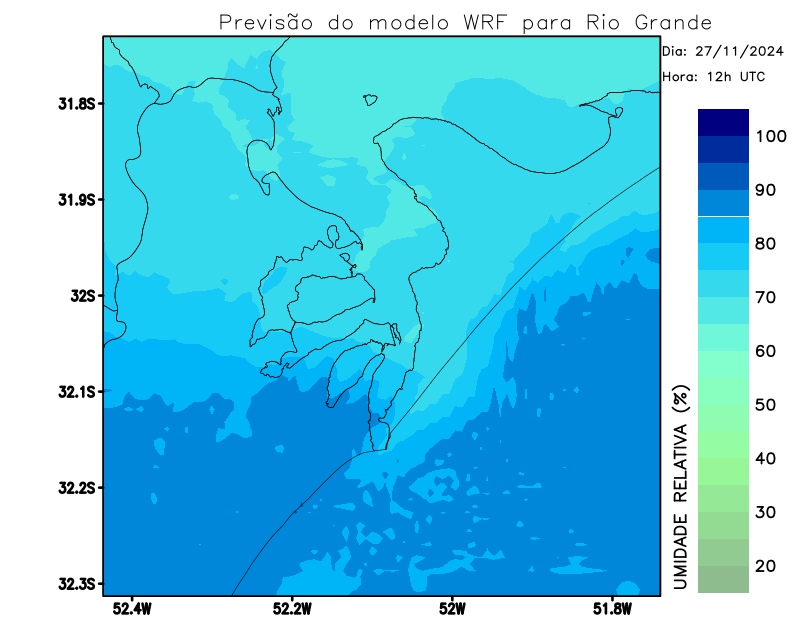 Previsão do modelo WRF para Rio Grande
Dia: 27/11/2024
Hora: 12h UTC
31.8S
31.9S
32S
32.1S
32.2S
32.3S
52.4W
52.2W
52W
51.8W
100
90
80
70
60
50
40
30
20
UMIDADE RELATIVA (%)